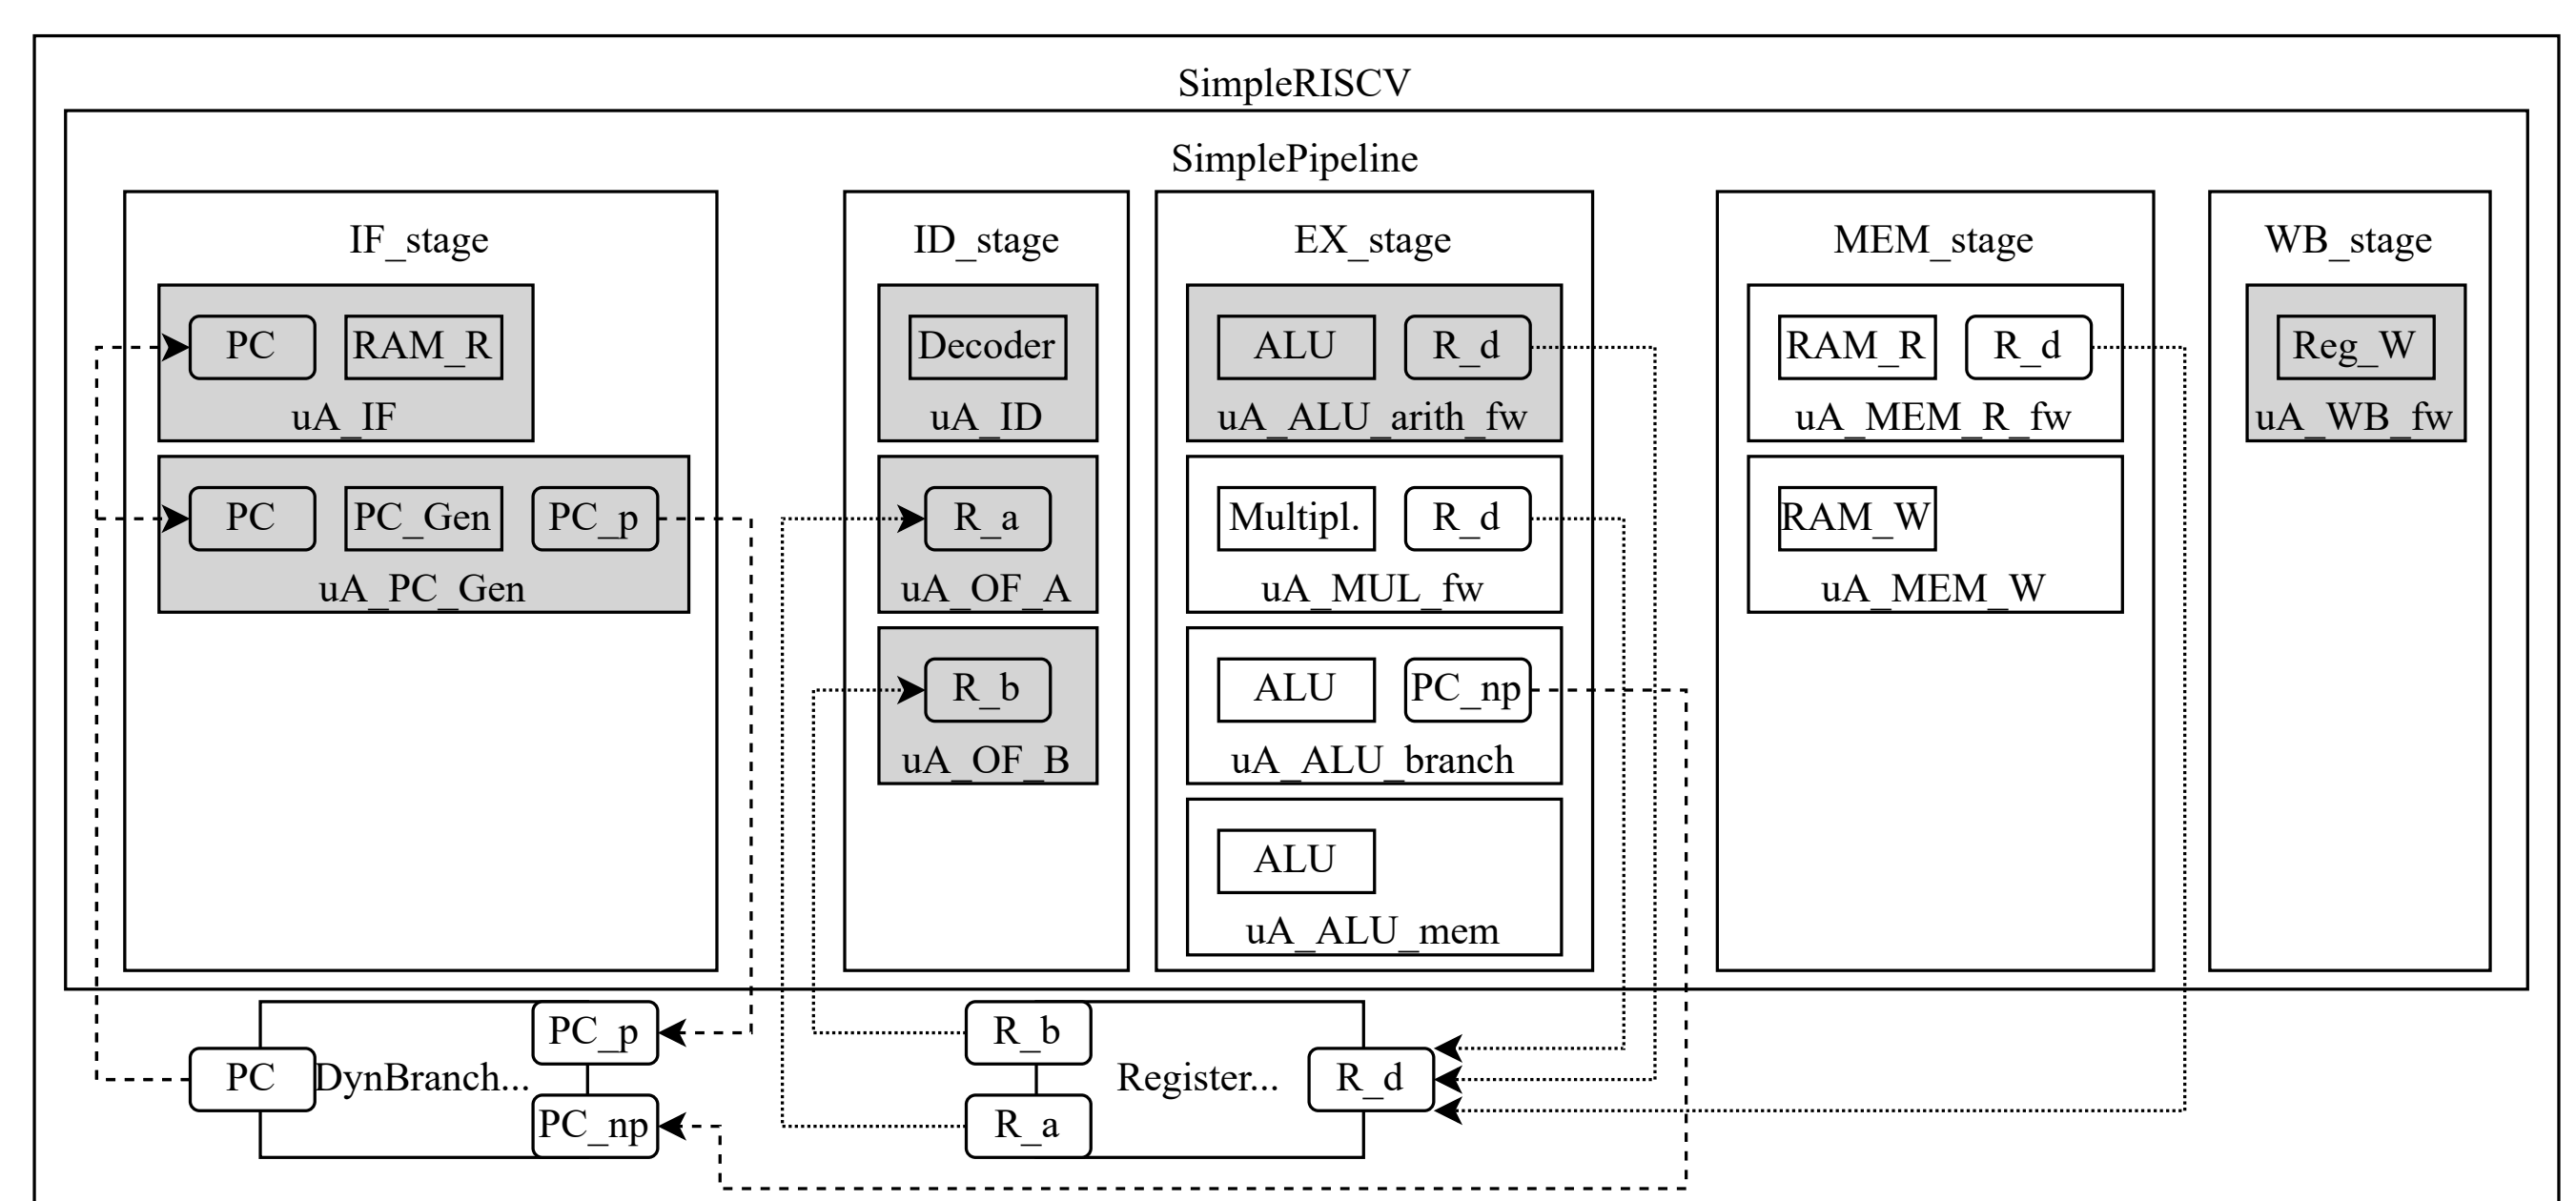 SimpleRISCV
SimplePipeline
IF_stage
PC
RAM_R
uA_IF
PC
PC_Gen
PC_p
uA_PC_Gen
ID_stage
Decoder
uA_ID
R_a
uA_OF_A
R_b
uA_OF_B
EX_stage
ALU
R_d
uA_ALU_arith_fw
Multipl.
R_d
uA_MUL_fw
ALU
PC_np
uA_ALU_branch
ALU
uA_ALU_mem
MEM_stage
RAM_R
R_d
uA_MEM_R_fw
RAM_W
uA_MEM_W
WB_stage
Reg_W
uA_WB_fw
PC_p
PC
DynBranch...
PC_np
R_b
Register...
R_d
R_a